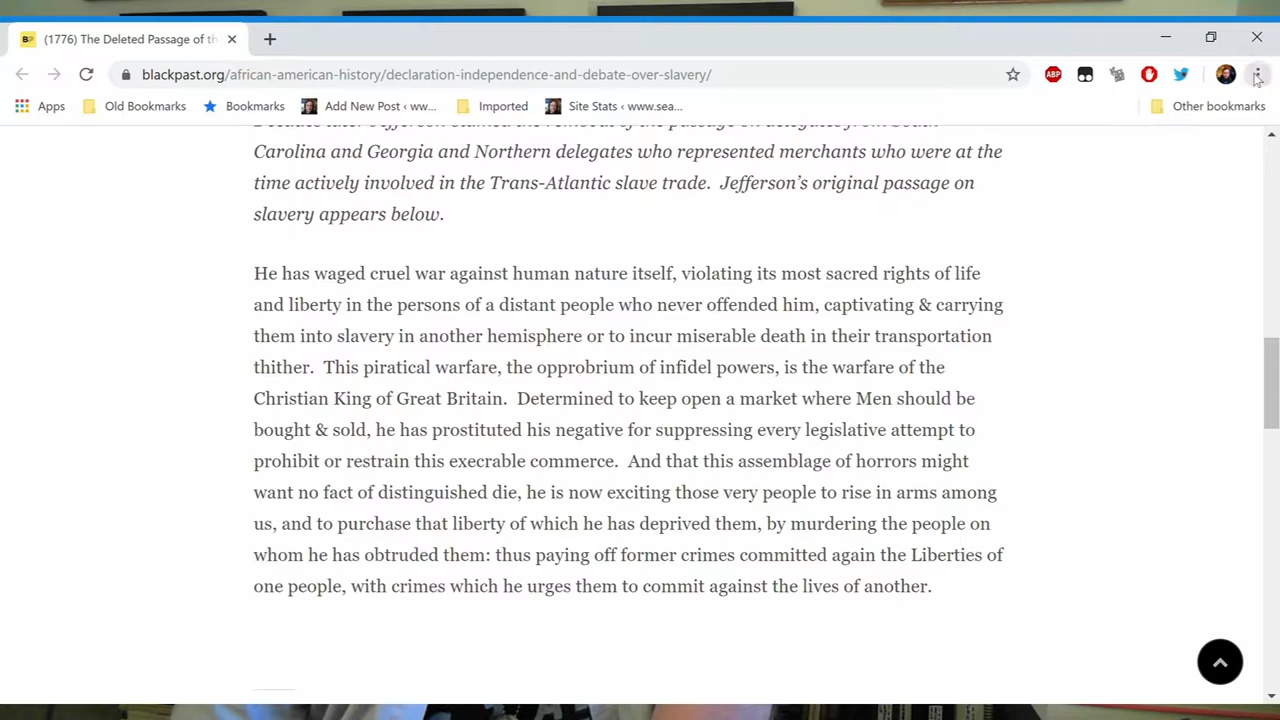 (1776) The Deleted Passage of th
blackpast.org/african-american-history/declaration-independence-and-debate-over-slavery/
ABP
Apps Old Bookmarks Bookmarks Add New Post ‹ ww... Imported Site Stats ‹ www.sea... Other bookmarks
Carolina and Georgia and Northern delegates who represented merchants who were at the
time actively involved in the Trans-Atlantic slave trade. Jefferson's original passage on
slavery appears below.
He has waged cruel war against human nature itself, violating its most sacred rights of life
and liberty in the persons of a distant people who never offended him, captivating & carrying
them into slavery in another hemisphere or to incur miserable death in their transportation
thither. This piratical warfare, the opprobrium of infidel powers, is the warfare of the
Christian King of Great Britain. Determined to keep open a market where Men should be
bought & sold, he has prostituted his negative for suppressing every legislative attempt to
prohibit or restrain this execrable commerce. And that this assemblage of horrors might
want no fact of distinguished die, he is now exciting those very people to rise in arms among
us, and to purchase that liberty of which he has deprived them, by murdering the people on
whom he has obtruded them: thus paying off former crimes committed again the Liberties of
one people, with crimes which he urges them to commit against the lives of another.